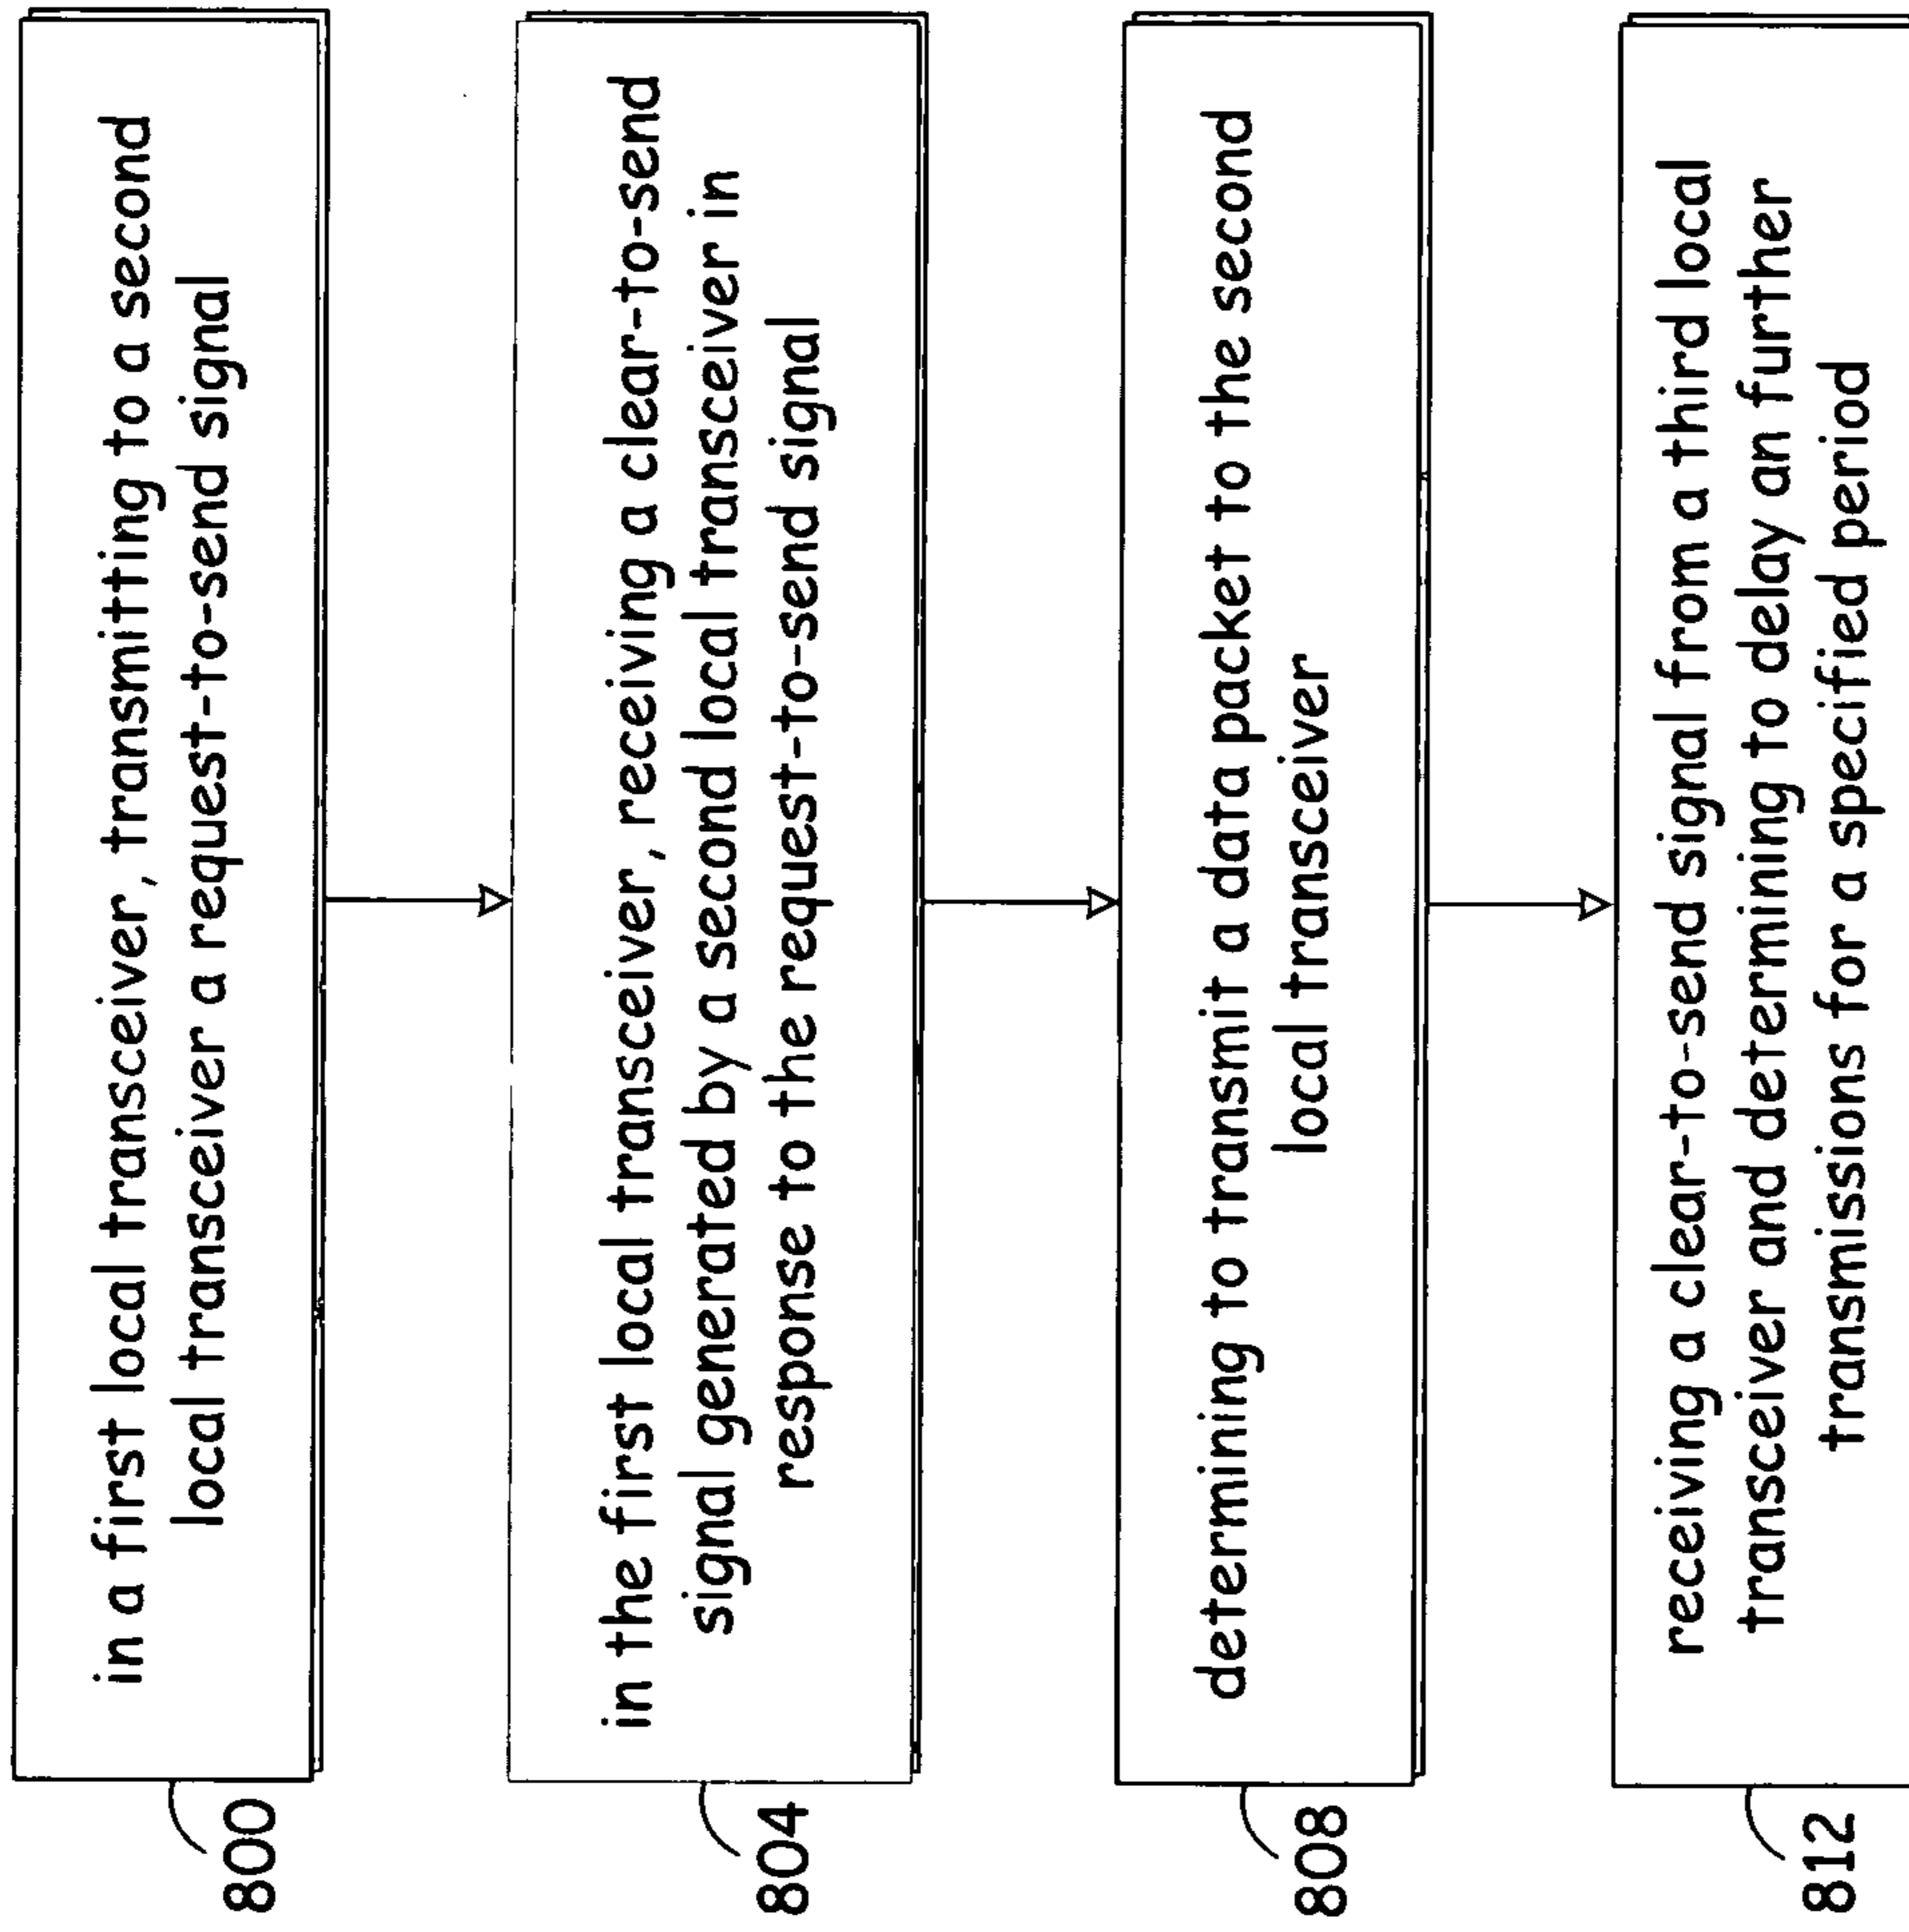 in a first local transceiver, transmitting to a second
local transceiver a request-to-send signal
800
in the first local transceiver, receiving a clear-to-send
signal generated by a second local transceiver in
response to the request-to-send signal
804
determining to transmit a data packet to the second
local transceiver
808
receiving a clear-to-send signal from a third local
transceiver and determining to delay an further
transmissions for a specified period
812